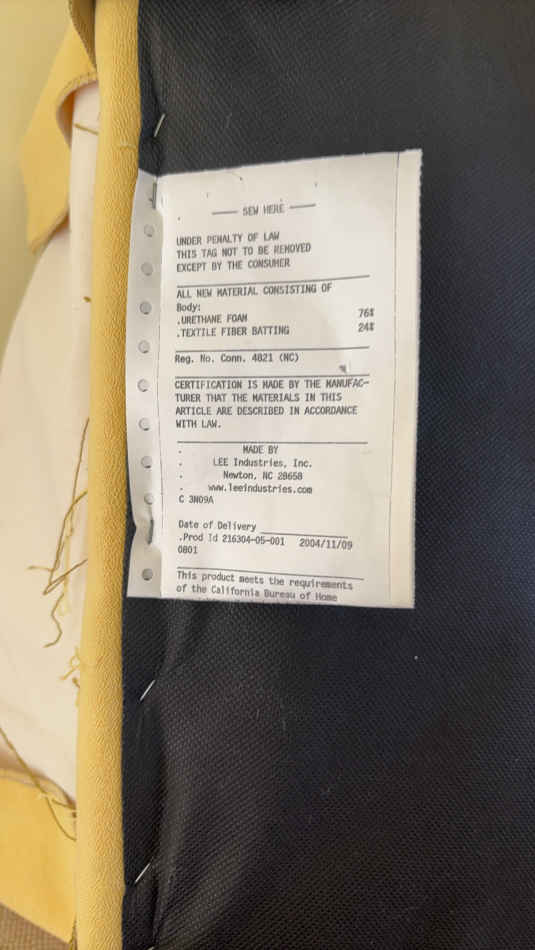 SEW HERE
UNDER PENALTY OF LAW
THIS TAG NOT TO BE REMOVED
EXCEPT BY THE CONSUMER
ALL NEW MATERIAL CONSISTING OF
Body:
.URETHANE FOAM 76%
.TEXTILE FIBER BATTING 24%
Reg. No. Conn. 4821 (NC)
CERTIFICATION IS MADE BY THE MANUFAC-
TURER THAT THE MATERIALS IN THIS
ARTICLE ARE DESCRIBED IN ACCORDANCE
WITH LAW.
. MADE BY
. LEE Industries, Inc.
. Newton, NC 28658
. www.leeindustries.com
C 3N09A
Date of Delivery
.Prod Id 216304-05-001 2004/11/09
0801
This product meets the requirements
of the California Bureau of Home